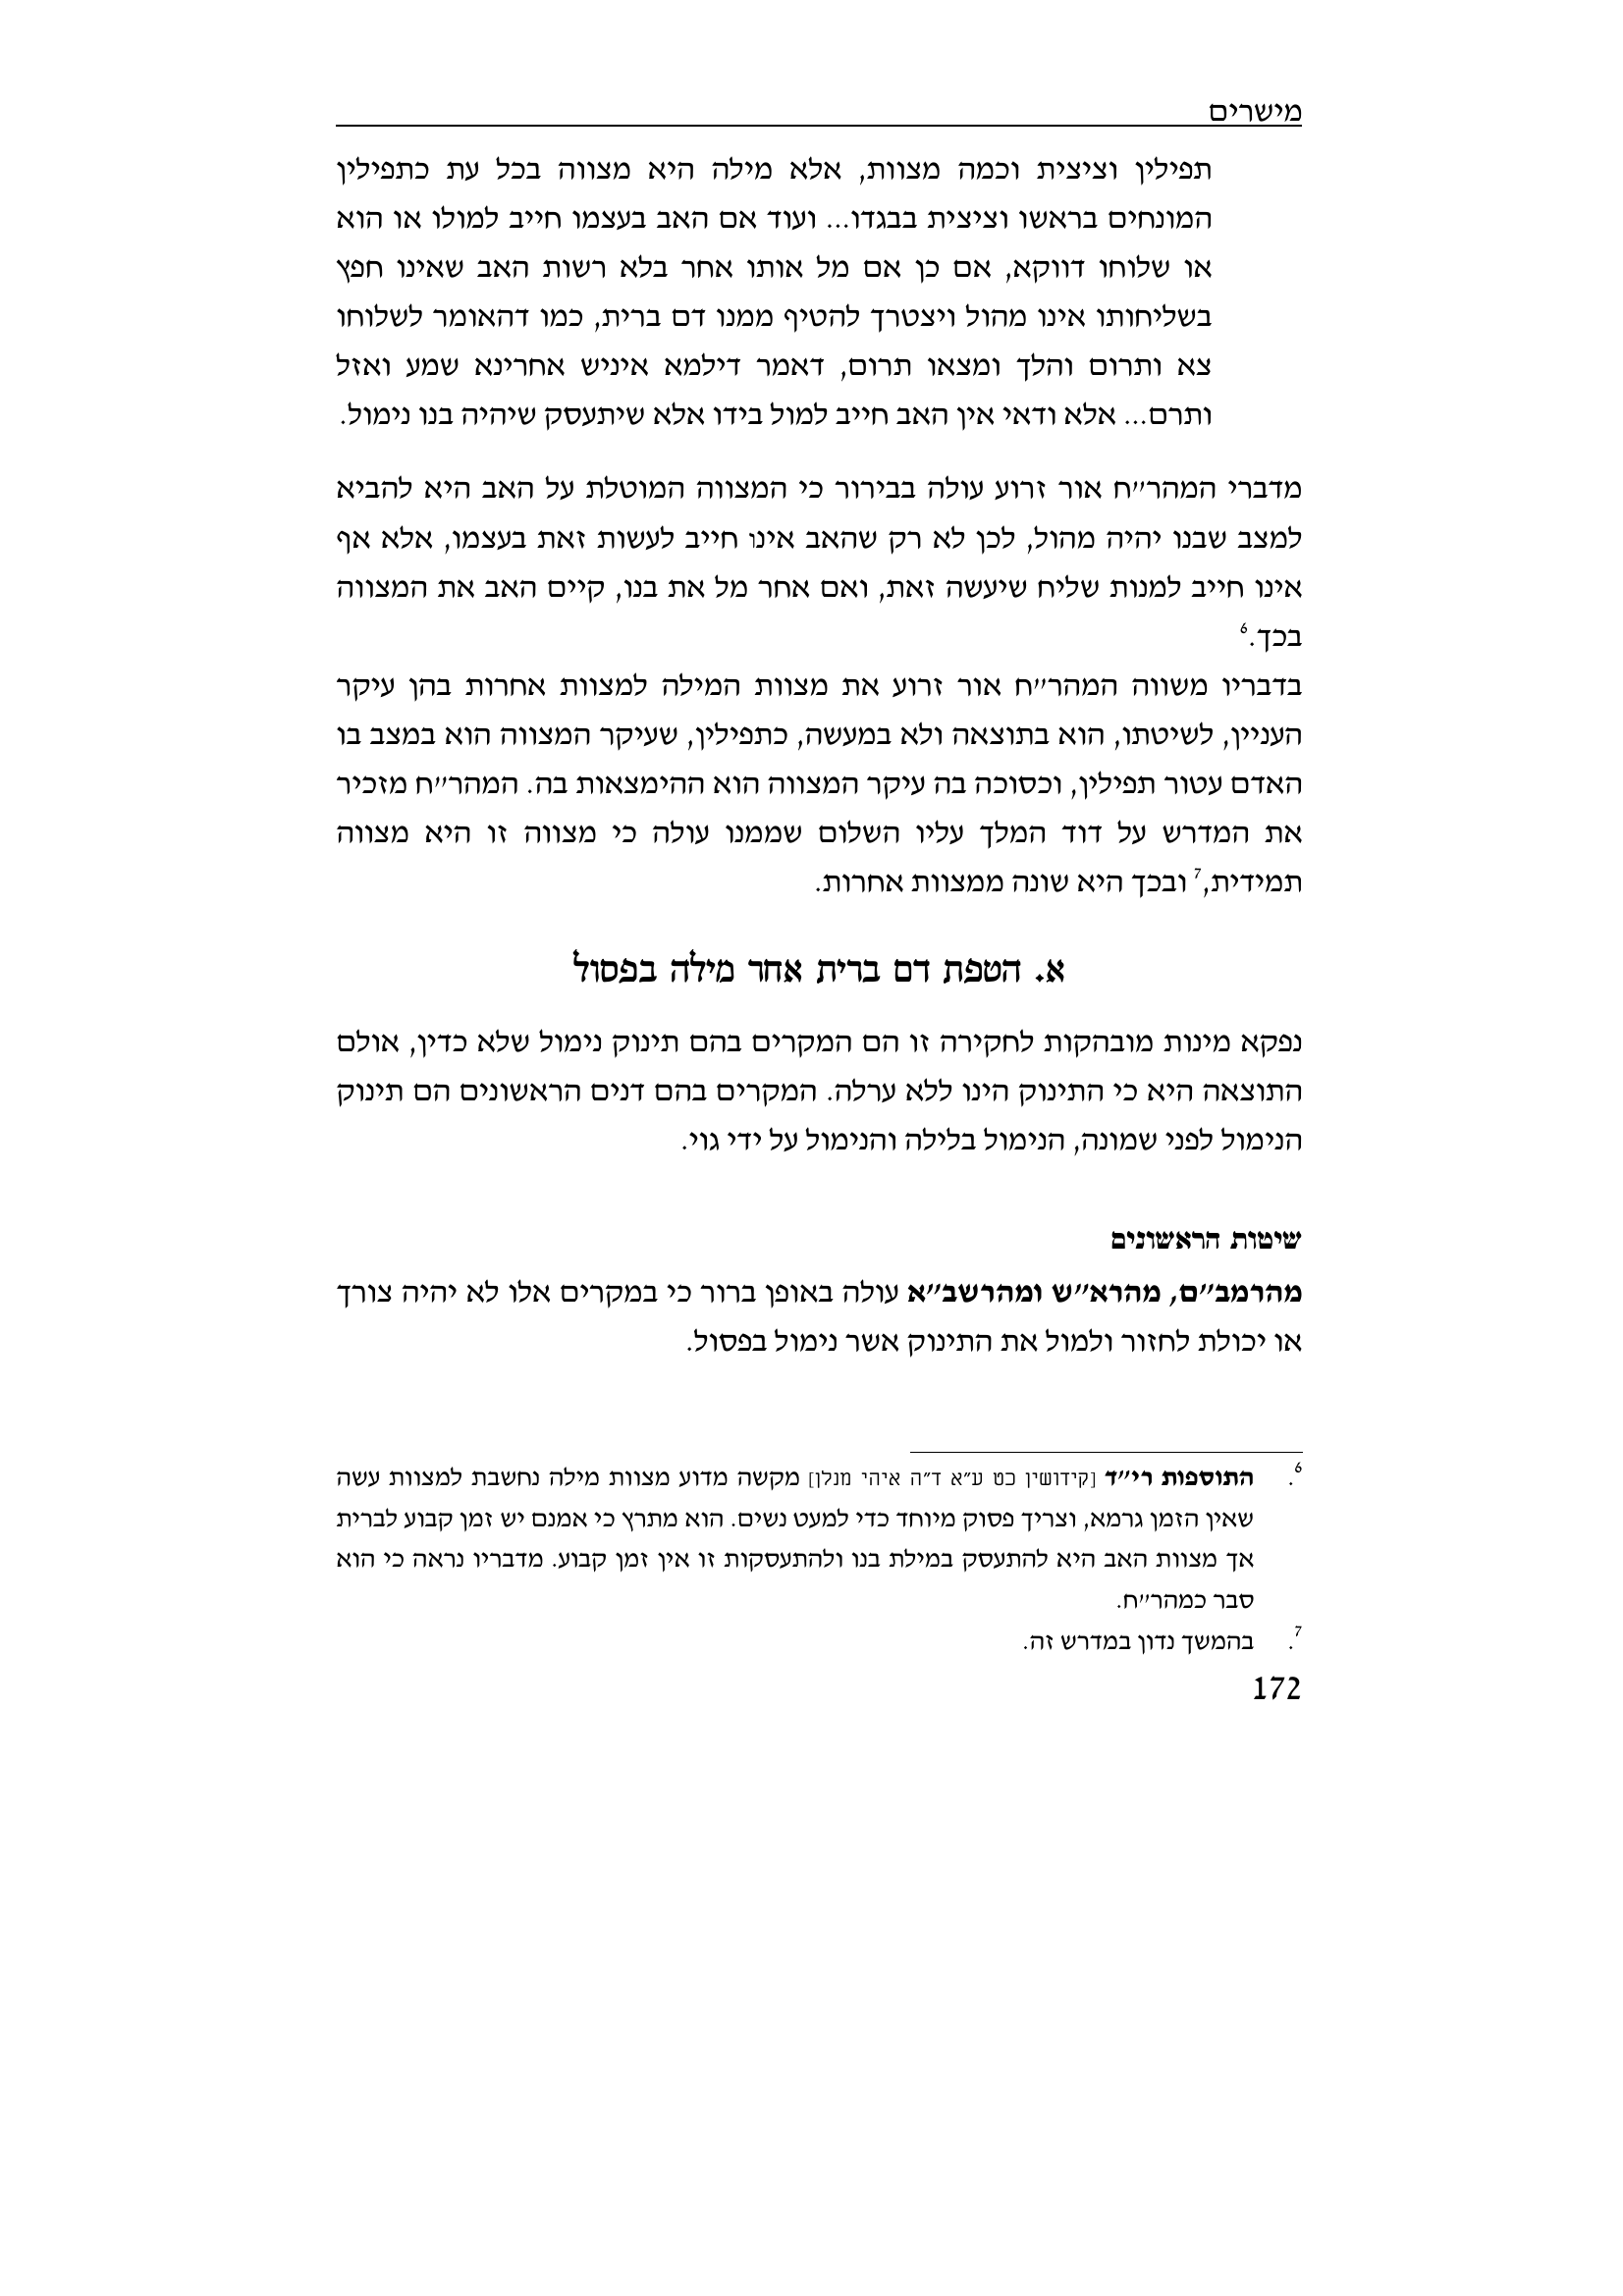 מישרים
תפילין וציצית וכמה מצוות, אלא מילה היא מצווה בכל עת כתפילין
המונחים בראשו וציצית בבגדו... ועוד אם האב בעצמו חייב למולו או הוא
או שלוחו דווקא, אם כן אם מל אותו אחר בלא רשות האב שאינו חפץ
בשליחותו אינו מהול ויצטרך להטיף ממנו דם ברית, כמו דהאומר לשלוחו
צא ותרום והלך ומצאו תרום, דאמר דילמא איניש אחרינא שמע ואזל
ותרם... אלא ודאי אין האב חייב למול בידו אלא שיתעסק שיהיה בנו נימול.
מדברי המהר״ח אור זרוע עולה בבירור כי המצווה המוטלת על האב היא להביא
למצב שבנו יהיה מהול, לכן לא רק שהאב אינו חייב לעשות זאת בעצמו, אלא אף
אינו חייב למנות שליח שיעשה זאת, ואם אחר מל את בנו, קיים האב את המצווה
בכך.6
בדבריו משווה המהר״ח אור זרוע את מצוות המילה למצוות אחרות בהן עיקר
העניין, לשיטתו, הוא בתוצאה ולא במעשה, כתפילין, שעיקר המצווה הוא במצב בו
האדם עטור תפילין, וכסוכה בה עיקר המצווה הוא ההימצאות בה. המהר״ח מזכיר
את המדרש על דוד המלך עליו השלום שממנו עולה כי מצווה זו היא מצווה
תמידית,7 ובכך היא שונה ממצוות אחרות.
א. הטפת דם ברית אחר מילה בפסול
נפקא מינות מובהקות לחקירה זו הם המקרים בהם תינוק נימול שלא כדין, אולם
התוצאה היא כי התינוק הינו ללא ערלה. המקרים בהם דנים הראשונים הם תינוק
הנימול לפני שמונה, הנימול בלילה והנימול על ידי גוי.
שיטות הראשונים
מהרמב״ם, מהרא״ש ומהרשב״א עולה באופן ברור כי במקרים אלו לא יהיה צורך
או יכולת לחזור ולמול את התינוק אשר נימול בפסול.
6. התוספות רי״ד [קידושין כט ע״א ד״ה איהי מנלן] מקשה מדוע מצוות מילה נחשבת למצוות עשה
שאין הזמן גרמא, וצריך פסוק מיוחד כדי למעט נשים. הוא מתרץ כי אמנם יש זמן קבוע לברית
אך מצוות האב היא להתעסק במילת בנו ולהתעסקות זו אין זמן קבוע. מדבריו נראה כי הוא
סבר כמהר״ח.
7. בהמשך נדון במדרש זה.
172